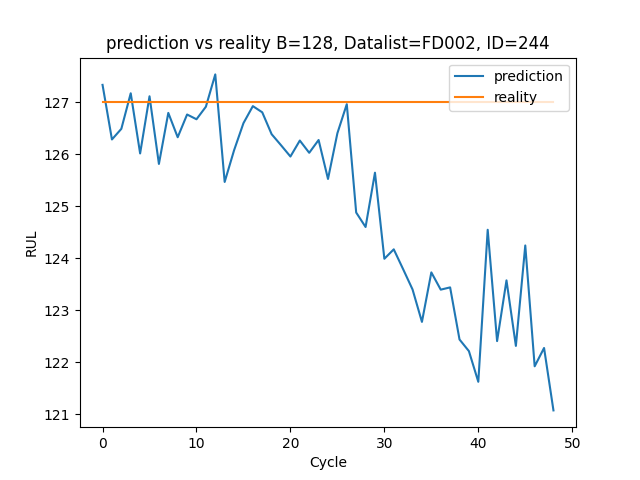 prediction vs reality B=128, Datalist=FD002, ID=244
prediction
reality
127
126
125
124
123
122
121
RUL
0 10 20 30 40 50
Cycle